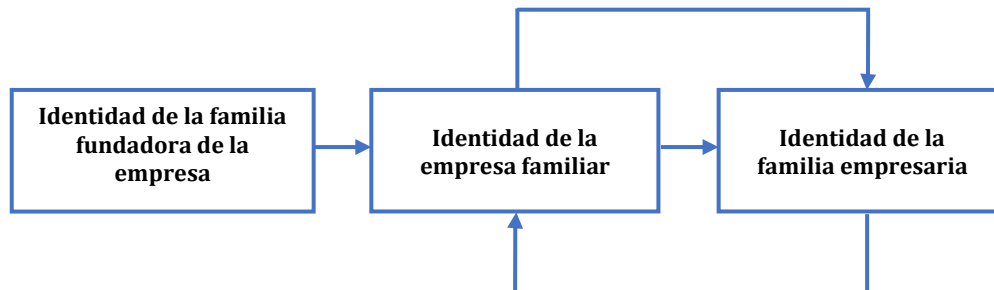 Identidad de la familia
fundadora de la
empresa
Identidad de la
empresa familiar
Identidad de la
familia empresaria